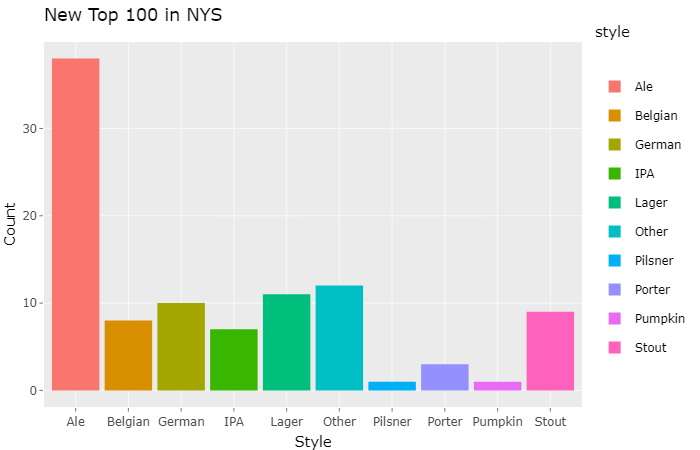 New Top 100 in NYS
style
Ale
Belgian
German
IPA
Lager
Other
Pilsner
Porter
Pumpkin
Stout
Count
30
20
10
0
Ale Belgian German IPA Lager Other Pilsner Porter Pumpkin Stout
Style